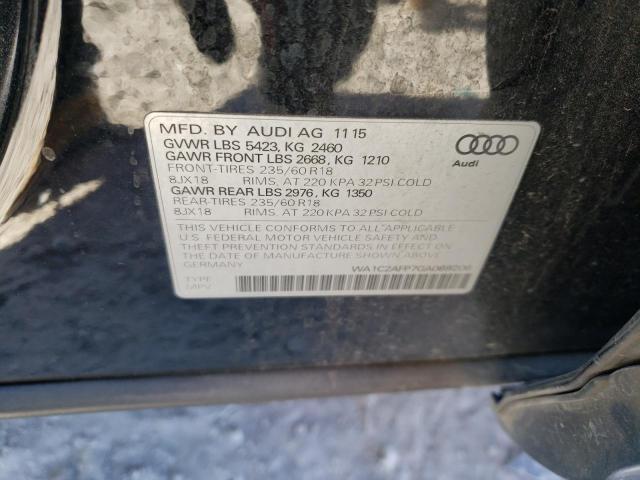 MFD. BY AUDI AG 11 15
GVWR LBS 5423, KG 2460
GAWR FRONT LBS 2668, KG 1210
FRONT-TIRES 235/60 R18
8JX18 RIMS, AT 220 KPA 32 PSI COLD
GAWR REAR LBS 2976, KG 1350
REAR-TIRES 235/60 R18
8JX18 RIMS, AT 220 KPA 32 PSI COLD
THIS VEHICLE CONFORMS TO ALL APPLICABLE
U.S. FEDERAL MOTOR VEHICLE SAFETY AND
THEFT PREVENTION STANDARDS IN EFFECT ON
THE DATE OF MANUFACTURE SHOWN ABOVE
GERMANY
TYPE
MPV
Audi